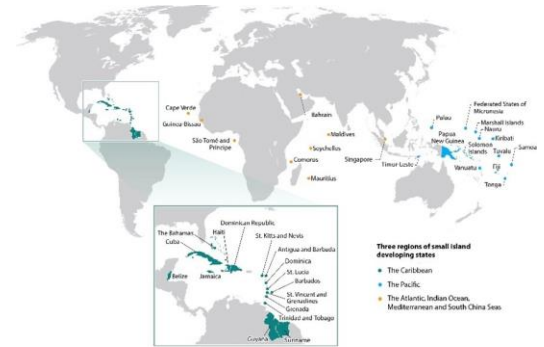 Cape Verde
Guinea-Bissau
São Tomé and
Príncipe
Bahrain
Maldives
Seychelles
Comoros
Mauritius
Singapore
Timor-Leste
Palau
Papua
New Guinea
Federated States of
Micronesia
Marshall Islands
Nauru
Kiribati
Solomon
Islands
Tuvalu
Samoa
Vanuatu
Fiji
Tonga
Dominican Republic
The Bahamas
Haiti
Cuba
St. Kitts and Nevis
Antigua and Barbuda
Dominica
St. Lucia
Barbados
St. Vincent and
Grenadines
Grenada
Trinidad and Tobago
Belize
Jamaica
Guyana
Suriname
Three regions of small island
developing states
The Caribbean
The Pacific
The Atlantic, Indian Ocean,
Mediterranean and South China Seas